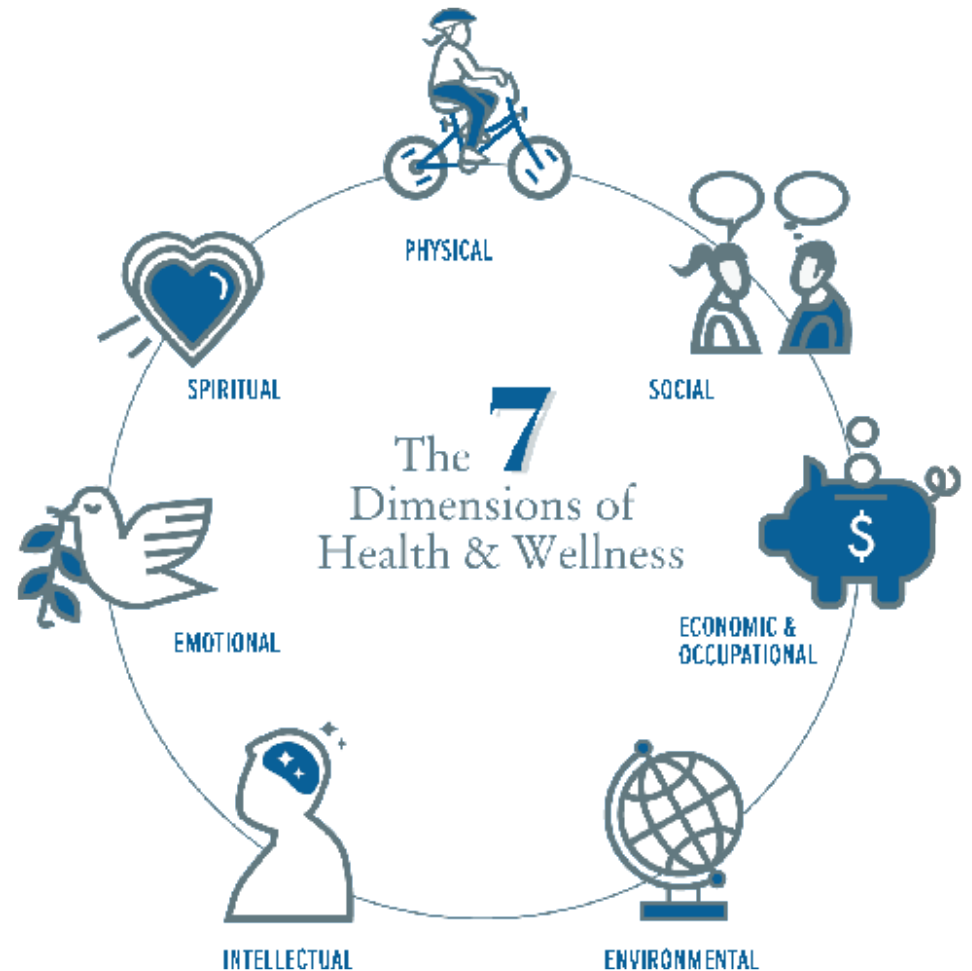 PHYSICAL
SPIRITUAL
SOCIAL
The 7
Dimensions of
Health & Wellness
$
EMOTIONAL
ECONOMIC &
OCCUPATIONAL
INTELLECTUAL
ENVIRONMENTAL